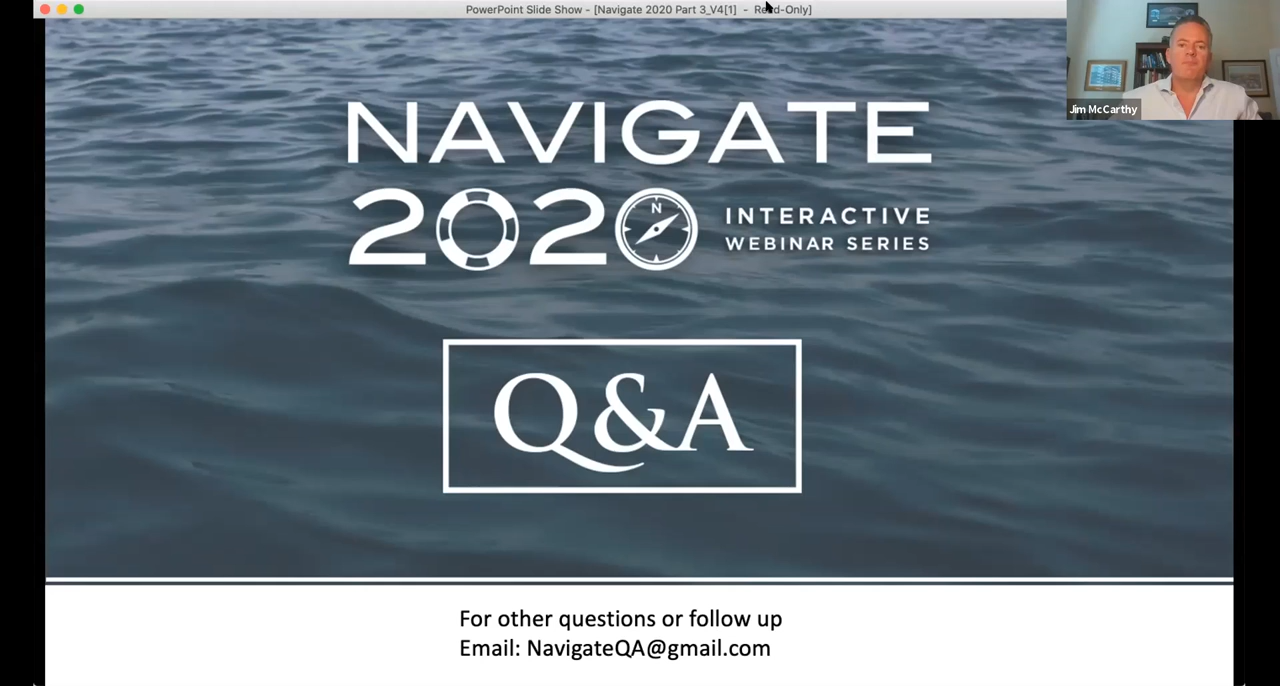 PowerPoint Slide Show - [Navigate 2020 Part 3_V4[1] - Read-Only]
Jim McCarthy
NAVIGATE
2020
N
INTERACTIVE
WEBINAR SERIES
Q&A
For other questions or follow up
Email: NavigateQA@gmail.com